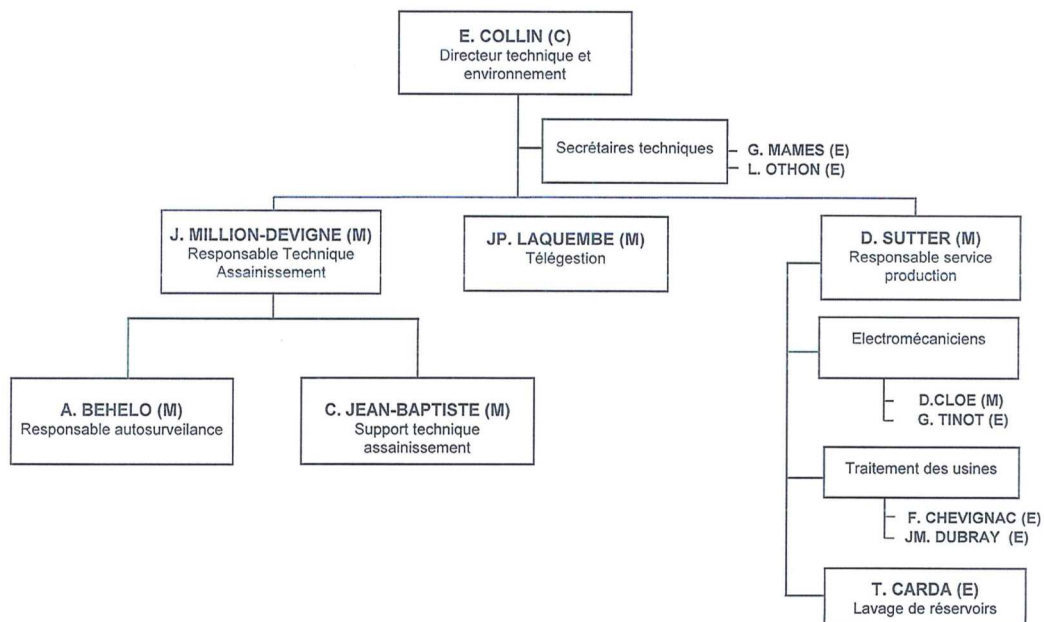 E. COLLIN (C)
Directeur technique et
environnement
Secrétaires techniques
G. MAMES (E)
L. OTHON (E)
J. MILLION-DEVIGNE (M)
Responsable Technique
Assainissement
JP. LAQUEMBE (M)
Télégestion
D. SUTTER (M)
Responsable service
production
Electromécaniciens
D.CLOE (M)
G. TINOT (E)
A. BEHELO (M)
Responsable autosurveilance
C. JEAN-BAPTISTE (M)
Support technique
assainissement
Traitement des usines
F. CHEVIGNAC (E)
JM. DUBRAY (E)
T. CARDA (E)
Lavage de réservoirs